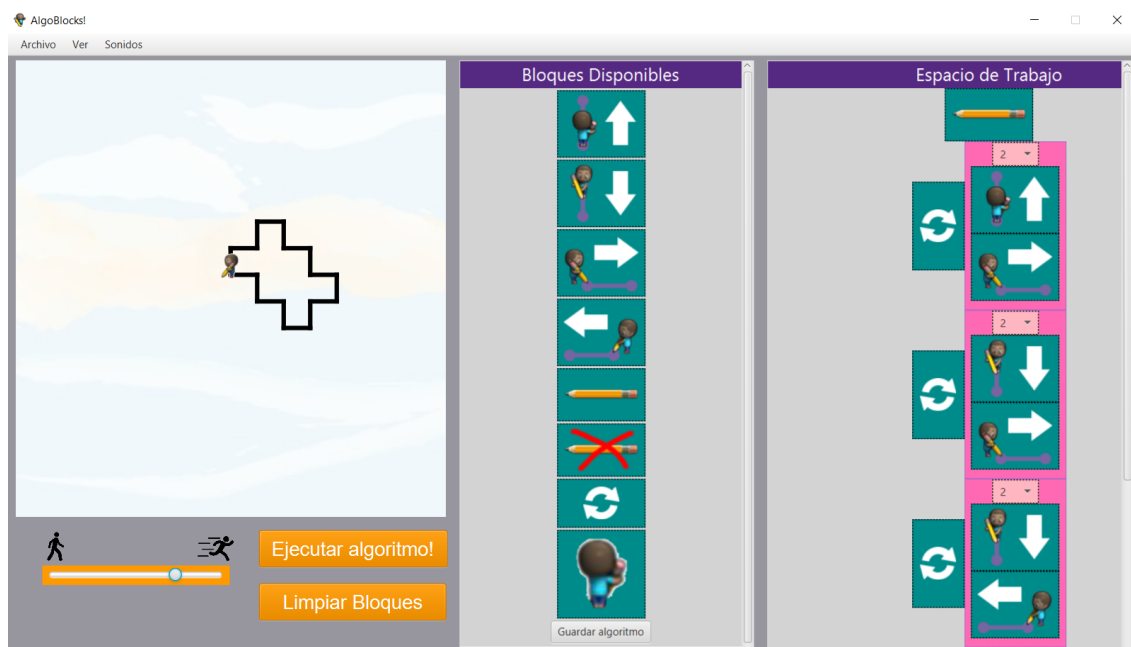 AlgoBlocks!
Archivo Ver Sonidos
Bloques Disponibles
Espacio de Trabajo
2
2
2
Ejecutar algoritmo!
Limpiar Bloques
Guardar algoritmo